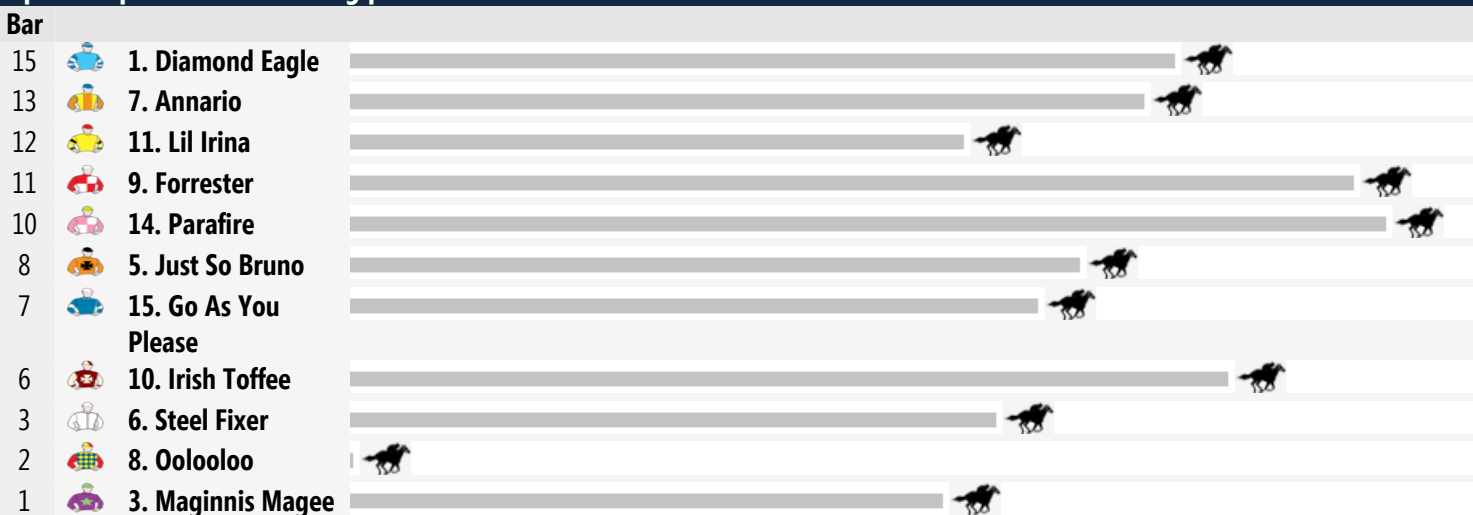 Bar
15 1. Diamond Eagle
13 7. Annario
12 11. Lil Irina
11 9. Forrester
10 14. Parafire
8 5. Just So Bruno
7 15. Go As You
Please
6 10. Irish Toffee
3 6. Steel Fixer
2 8. Oolooloo
1 3. Maginnis Magee